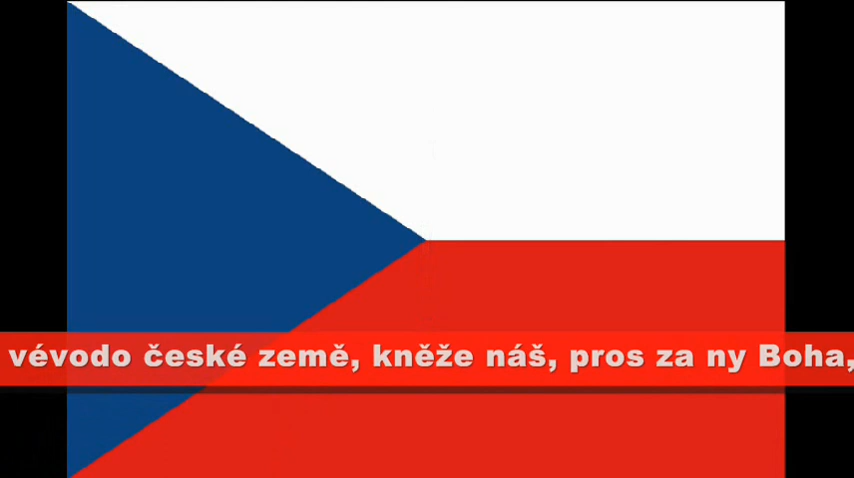 vévodo české země, kněže náš, pros za ny Boha,